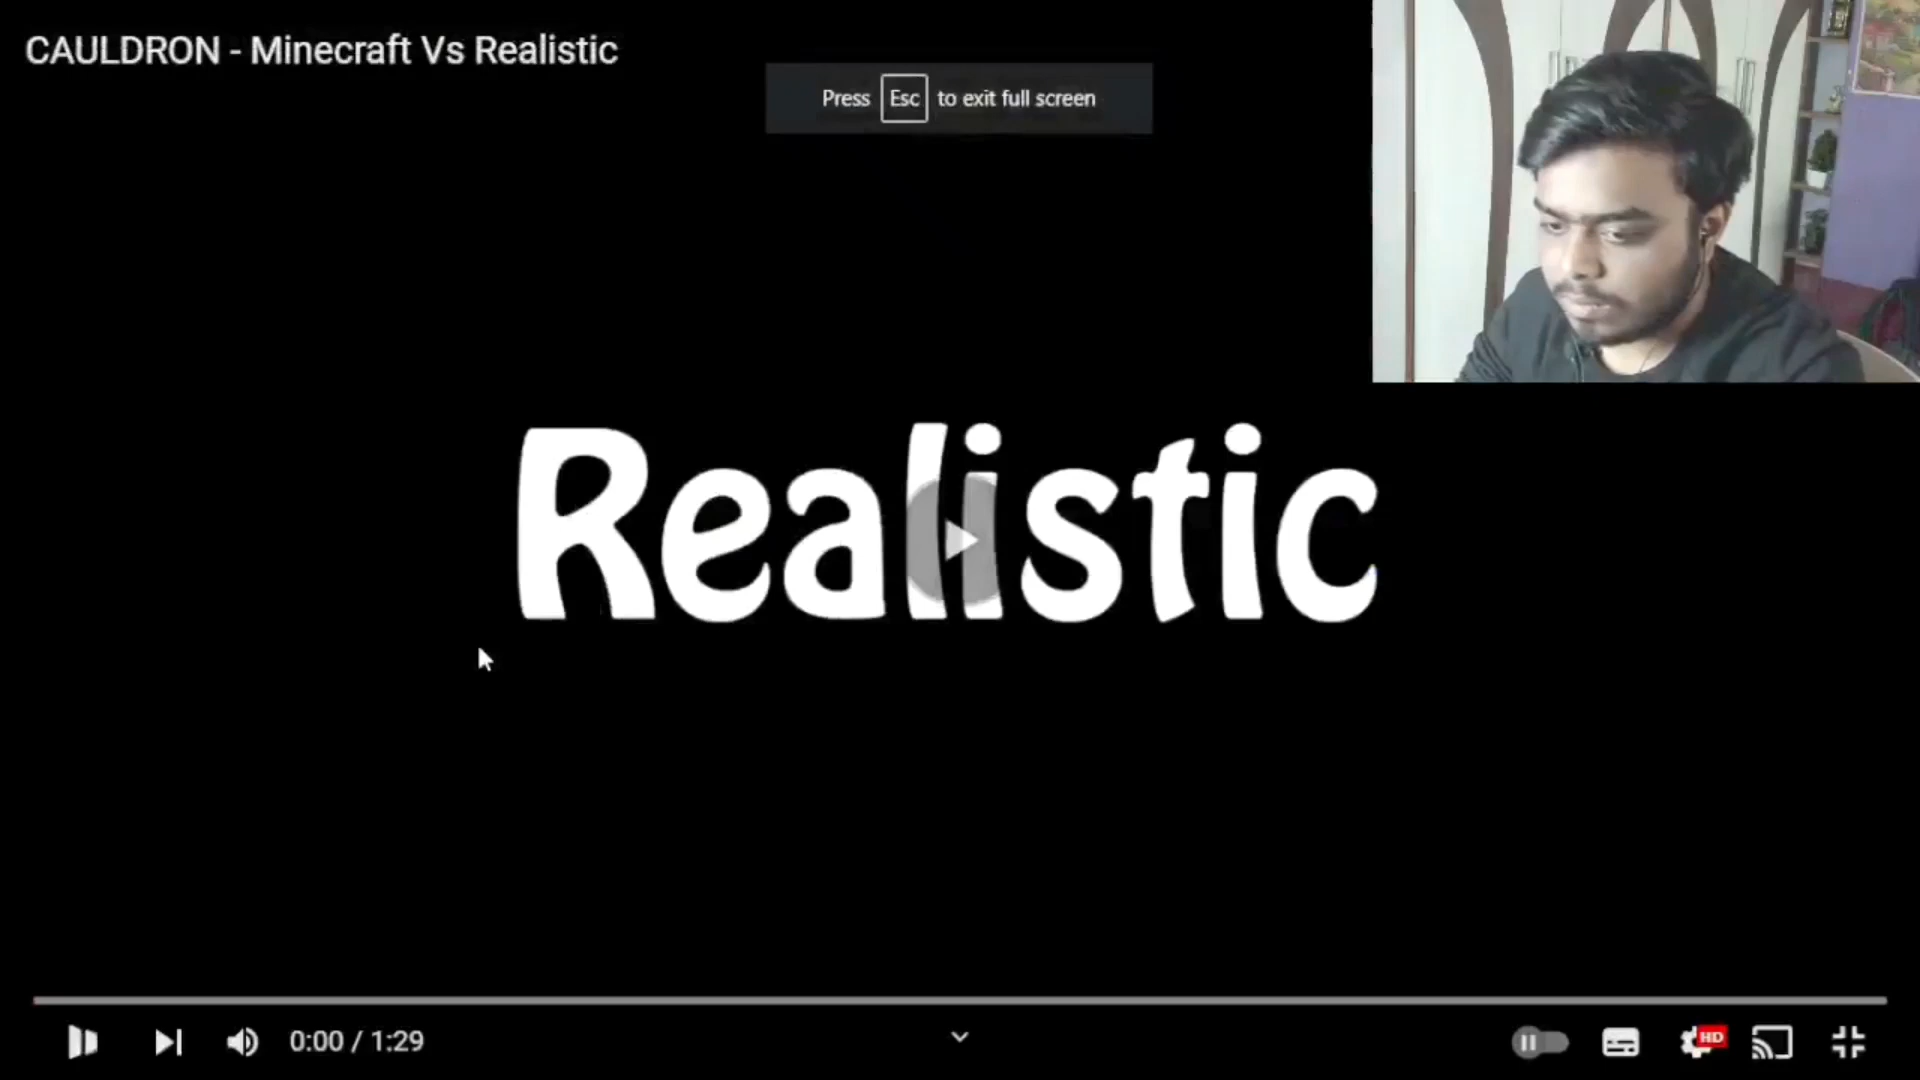 CAULDRON - Minecraft Vs Realistic
Press Esc to exit full screen
Realistic
0:00 / 1:29
HD